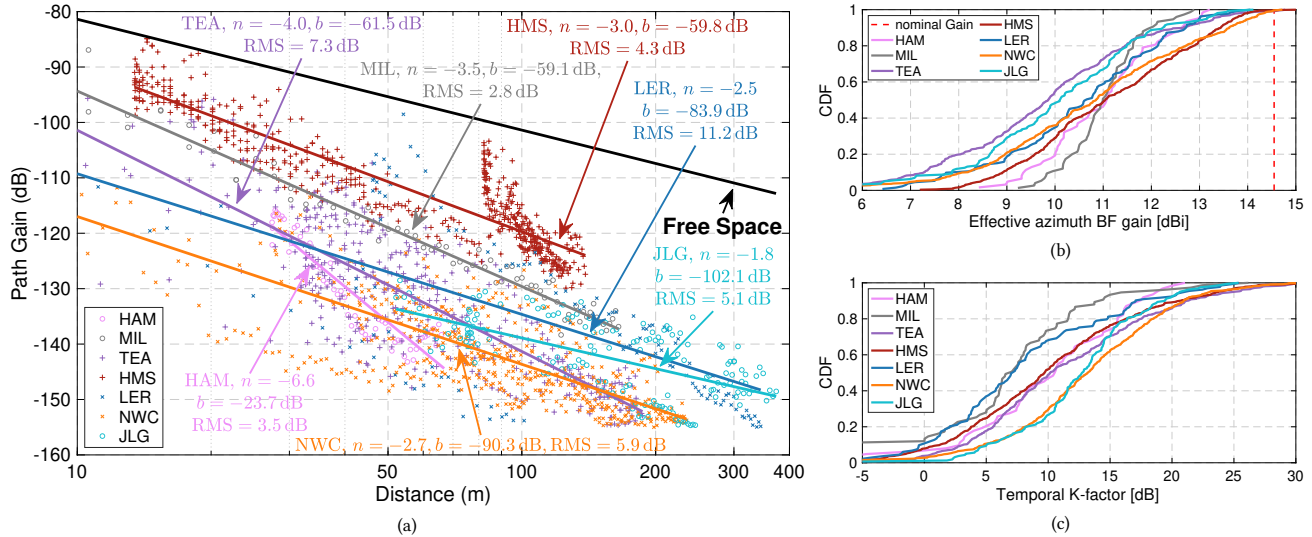 TEA, n = −4.0, b = −61.5
RMS = 7.3 dB
HMS, n = −3.0, b = −59.8
RMS = 4.3 dB
MIL, n = −3.5, b = −59.1 dB,
RMS = 2.8 dB
LER, n = −2.5
b = −83.9 dB
RMS = 11.2 dB
Free Space
JLG, n = −1.8
b = −102.1 dB
RMS = 5.1 dB
HAM, n = −6.6
b = −23.7 dB
RMS = 3.5 dB
NWC, n = −2.7, b = −90.3 dB, RMS = 5.9 dB
HAM
MIL
TEA
HMS
LER
NWC
JLG
-80
-90
-100
-110
-120
-130
-140
-150
-160
Path Gain (dB)
10 50 100 200 300 400
Distance (m)
(a)
nominal Gain
HAM
MIL
TEA
HMS
LER
NWC
JLG
1
0.8
0.6
0.4
0.2
0
CDF
6 7 8 9 10 11 12 13 14 15
Effective azimuth BF gain [dBi]
(b)
HAM
MIL
TEA
HMS
LER
NWC
JLG
1
0.8
0.6
0.4
0.2
0
CDF
-5 0 5 10 15 20 25 30
Temporal K-factor [dB]
(c)